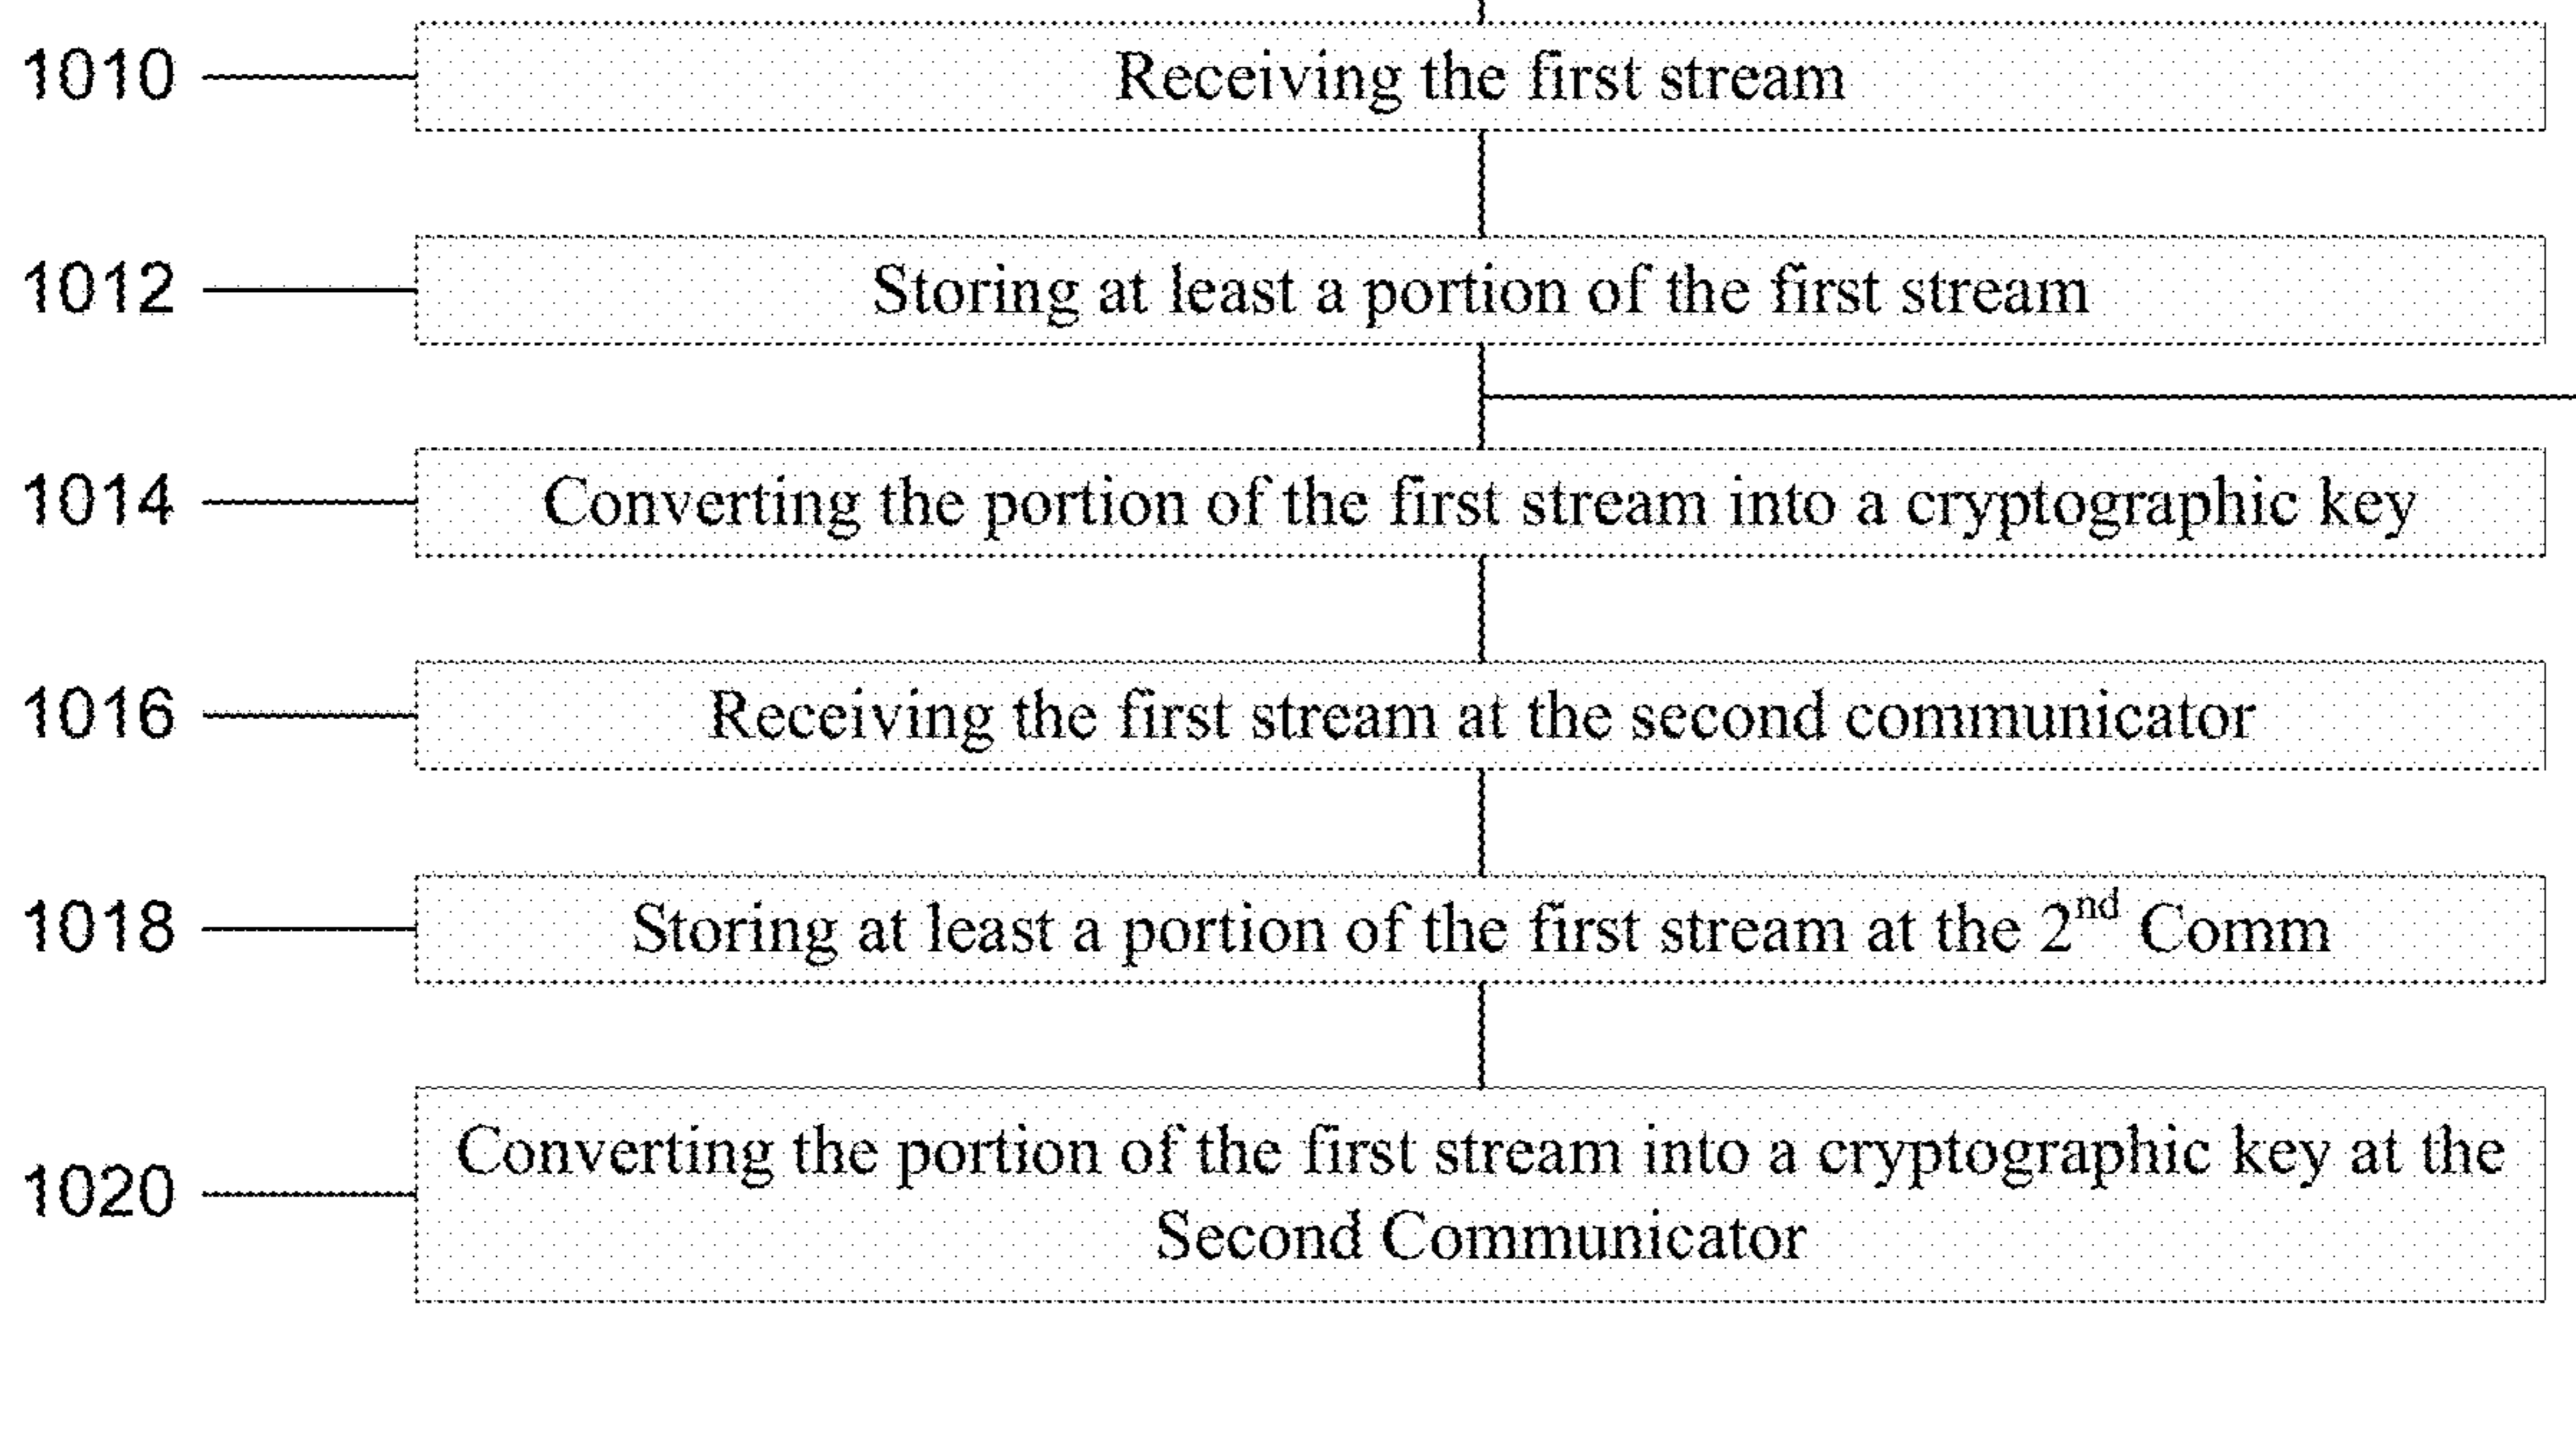 1010 Receiving the first stream
1012 Storing at least a portion of the first stream
1014 Converting the portion of the first stream into a cryptographic key
1016 Receiving the first stream at the second communicator
1018 Storing at least a portion of the first stream at the 2nd Comm
1020 Converting the portion of the first stream into a cryptographic key at the
Second Communicator